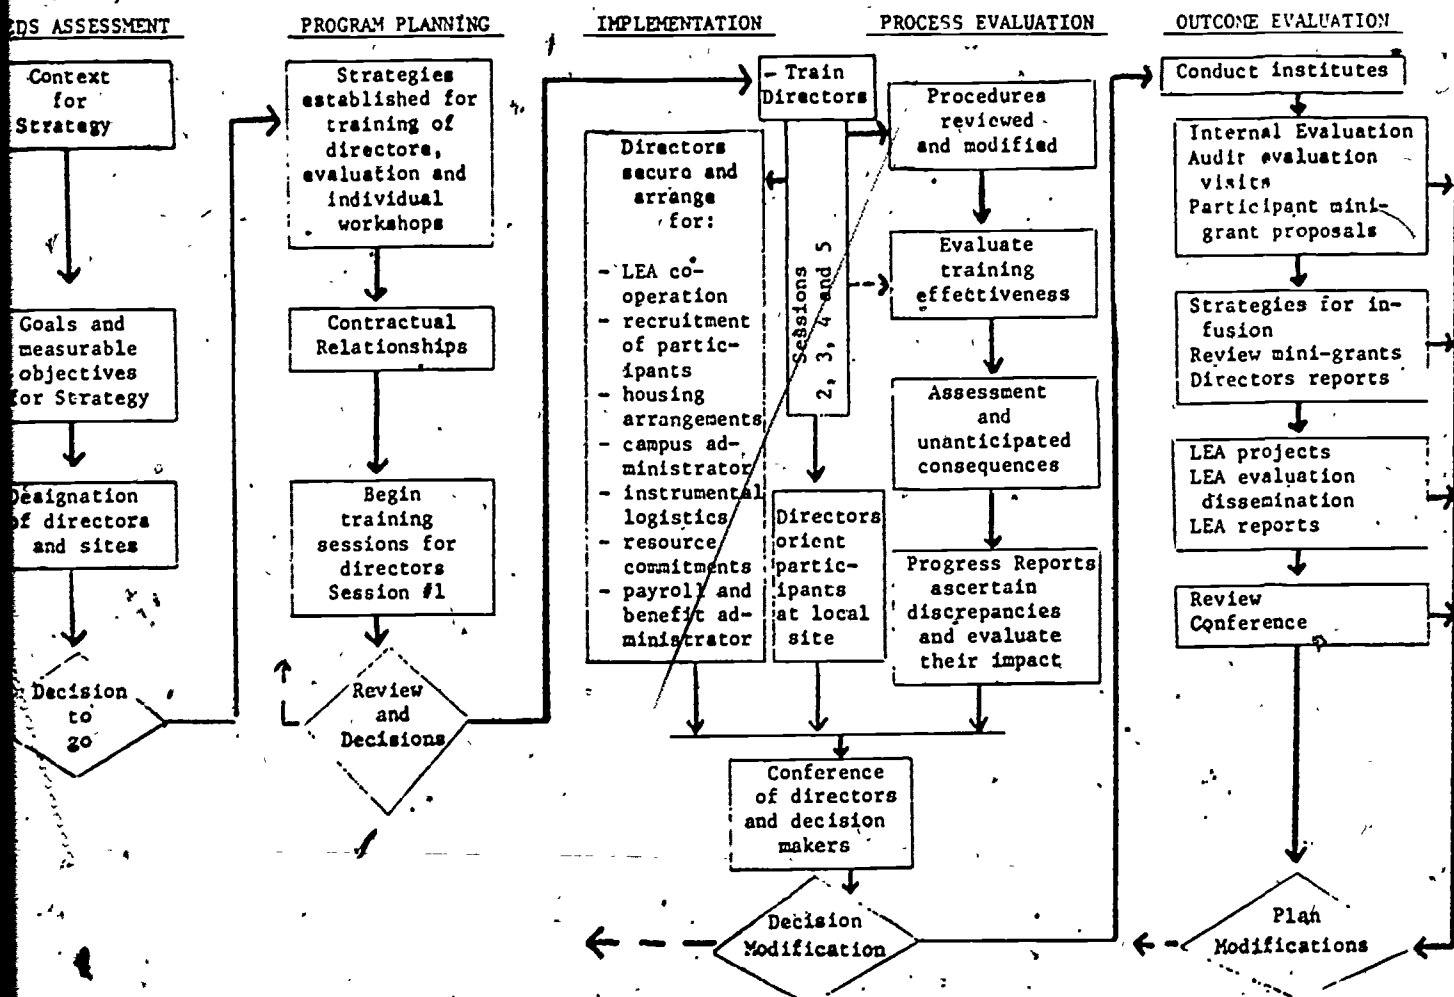 EDS ASSESSMENT
Context
for
Strategy
Goals and
measurable
objectives
for Strategy
Designation
of directors
and sites
Decision
to
go
PROGRAM PLANNING
Strategies
established for
training of
directors,
evaluation and
individual
workshops
Contractual
Relationships
Begin
training
sessions for
directors
Session #1
Review
and
Decisions
IMPLEMENTATION
- Train
Directors
Directors
secure and
arrange
for:
- LEA co-
operation
- recruitment
of partic-
ipants
- housing
arrangements
- campus ad-
ministrator
- instrumental
logistics
- resource
commitments
- payroll and
benefit ad-
ministrator
Sessions
2, 3, 4 and 5
Directors
orient
partic-
ipants
at local
site
PROCESS EVALUATION
Procedures
reviewed
and modified
Evaluate
training
effectiveness
Assessment
and
unanticipated
consequences
Progress Reports
ascertain
discrepancies
and evaluate
their impact
Conference
of directors
and decision
makers
Decision
Modification
OUTCOME EVALUATION
Conduct institutes
Internal Evaluation
Audit evaluation
visits
Participant mini-
grant proposals
Strategies for in-
fusion
Review mini-grants
Directors reports
LEA projects
LEA evaluation
dissemination
LEA reports
Review
Conference
Plan
Modifications